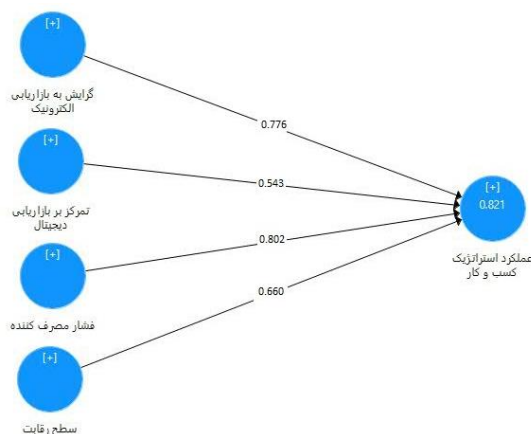 [+]
گرایش به بازاریابی
الکترونیک
0.776
[+]
تمرکز بر بازاریابی
دیجیتال
0.543
[+]
0.821
عملکرد استراتژیک
کسب و کار
[+]
فشار مصرف کننده
0.802
[+]
سطح رقابت
0.660